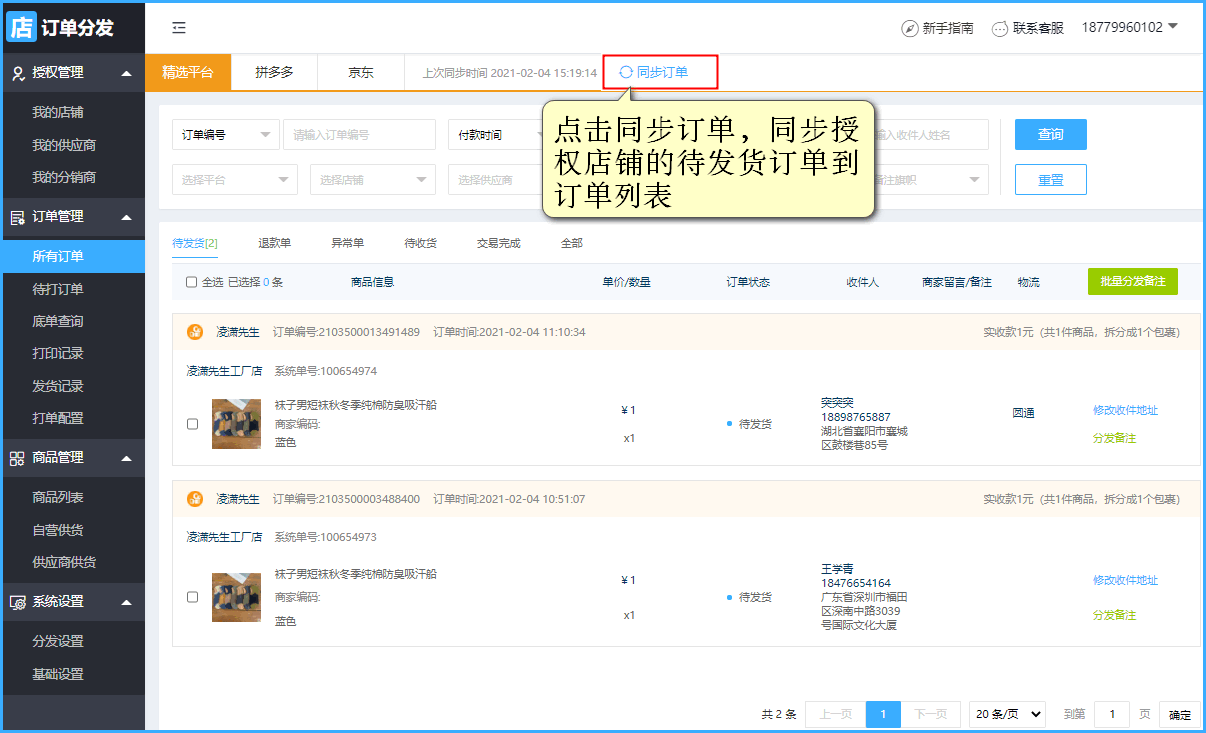 店 订单分发
新手指南 联系客服 18779960102
授权管理
我的店铺
我的供应商
我的分销商
订单管理
所有订单
待打订单
底单查询
打印记录
发货记录
打单配置
商品管理
商品列表
自营供货
供应商供货
系统设置
分发设置
基础设置
精选平台 拼多多 京东 上次同步时间 2021-02-04 15:19:14 同步订单
点击同步订单，同步授
权店铺的待发货订单到
订单列表
订单编号 请输入订单编号 付款时间 输入收件人姓名 查询
选择平台 选择店铺 选择供应商 备注旗帜 重置
待发货[2] 退款单 异常单 待收货 交易完成 全部
全选 已选择 0 条 商品信息 单价/数量 订单状态 收件人 商家留言/备注 物流 批量分发备注
凌潇先生 订单编号:2103500013491489 订单时间:2021-02-04 11:10:34 实收款1元（共1件商品，拆分成1个包裹）
凌潇先生工厂店 系统单号:100654974
袜子男短袜秋冬季纯棉防臭吸汗船
商家编码:
蓝色
¥ 1
x1
待发货
突突突
18898765887
湖北省襄阳市襄城
区鼓楼巷85号
圆通
修改收件地址
分发备注
凌潇先生 订单编号:2103500003488400 订单时间:2021-02-04 10:51:07 实收款1元（共1件商品，拆分成1个包裹）
凌潇先生工厂店 系统单号:100654973
袜子男短袜秋冬季纯棉防臭吸汗船
商家编码:
蓝色
¥ 1
x1
待发货
王学青
18476654164
广东省深圳市福田
区深南中路3039
号国际文化大厦
修改收件地址
分发备注
共 2 条 上一页 1 下一页 20 条/页 到第 1 页 确定